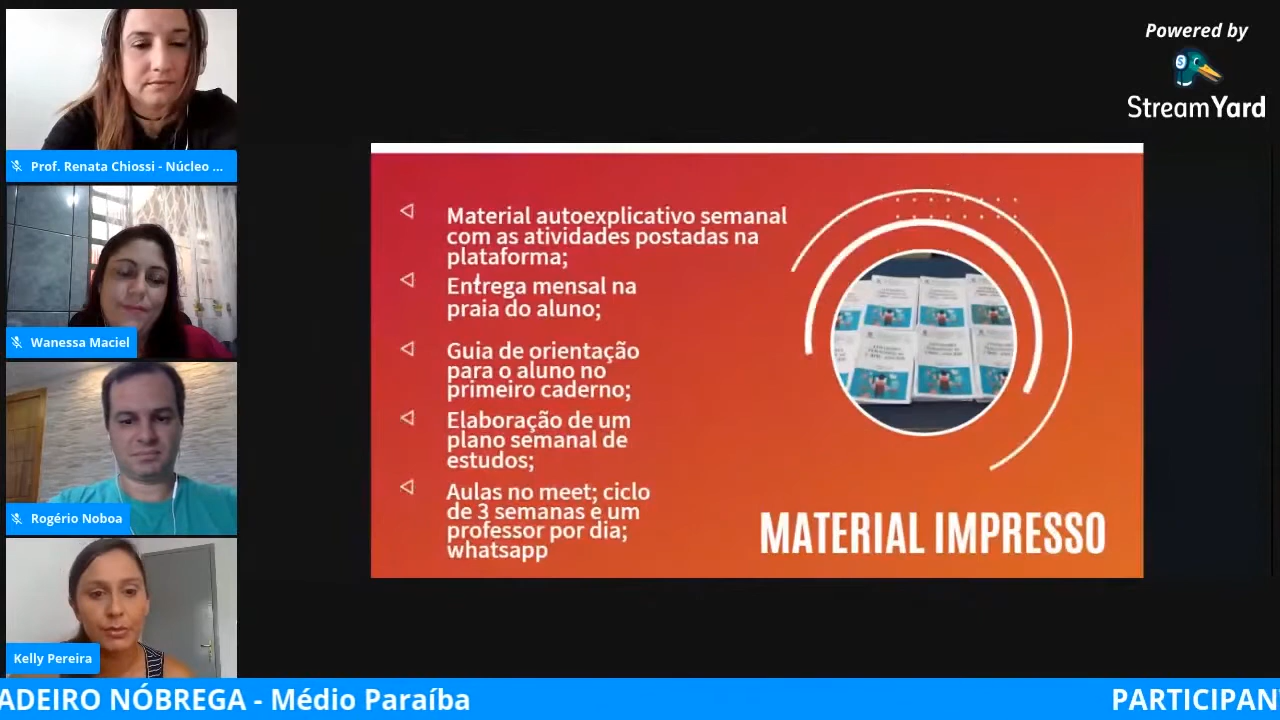 Powered by
StreamYard
Prof. Renata Chiossi - Núcleo ...
Wanessa Maciel
Rogério Noboa
Kelly Pereira
Material autoexplicativo semanal
com as atividades postadas na
plataforma;
Entrega mensal na
praia do aluno;
Guia de orientação
para o aluno no
primeiro caderno;
Elaboração de um
plano semanal de
estudos;
Aulas no meet; ciclo
de 3 semanas e um
professor por dia;
whatsapp
MATERIAL IMPRESSO
ADEIRO NÓBREGA - Médio Paraíba
PARTICIPAN